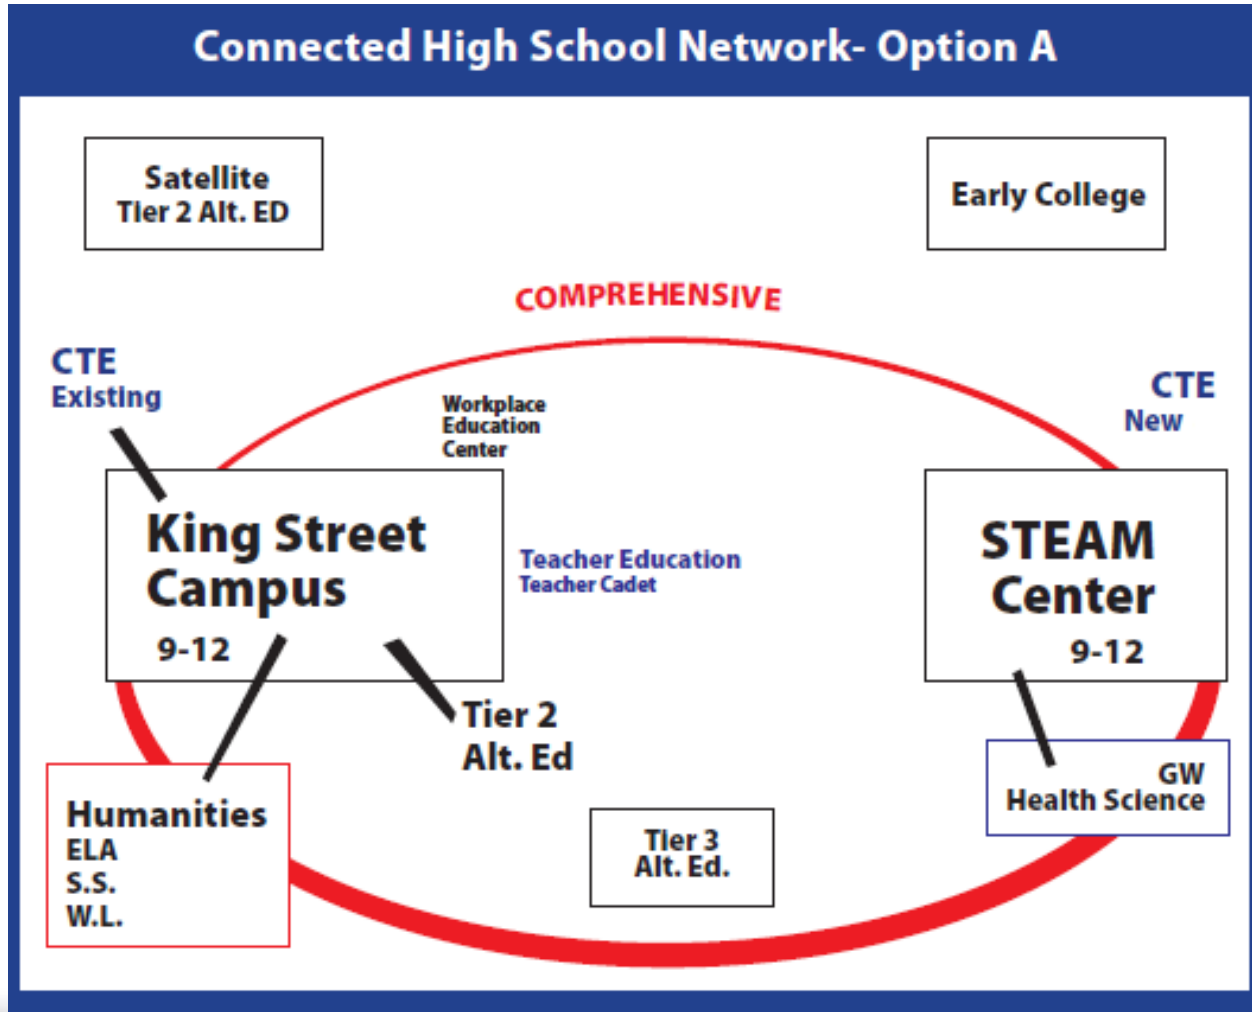 Connected High School Network- Option A
Satellite
Tier 2 Alt. ED
Early College
COMPREHENSIVE
CTE
Existing
CTE
New
Workplace
Education
Center
King Street
Campus
9-12
Teacher Education
Teacher Cadet
STEAM
Center
9-12
Tier 2
Alt. Ed
GW
Health Science
Humanities
ELA
S.S.
W.L.
Tier 3
Alt. Ed.